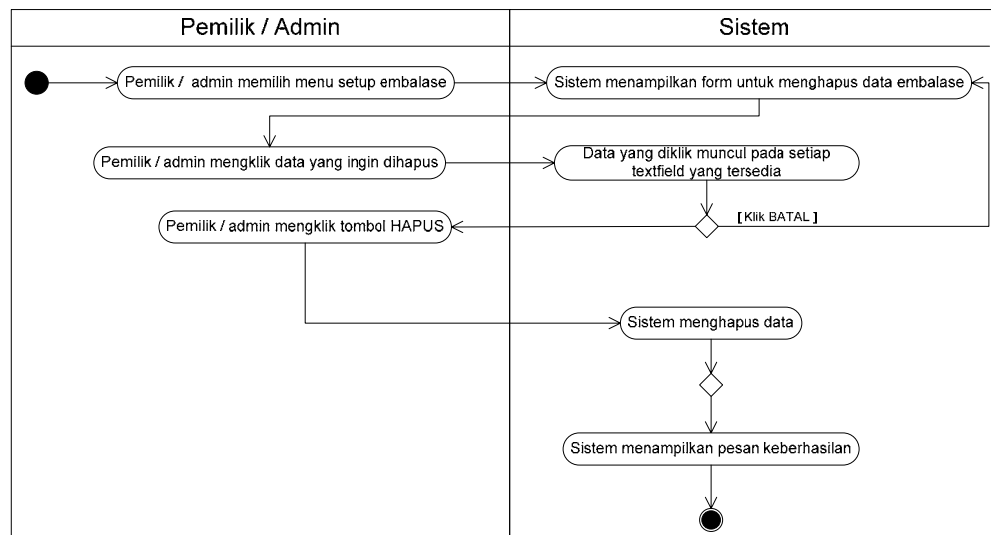 Pemilik / Admin
Sistem
Pemilik / admin memilih menu setup embalase
Sistem menampilkan form untuk menghapus data embalase
Pemilik / admin mengklik data yang ingin dihapus
Data yang diklik muncul pada setiap
textfield yang tersedia
[ Klik BATAL ]
Pemilik / admin mengklik tombol HAPUS
Sistem menghapus data
Sistem menampilkan pesan keberhasilan